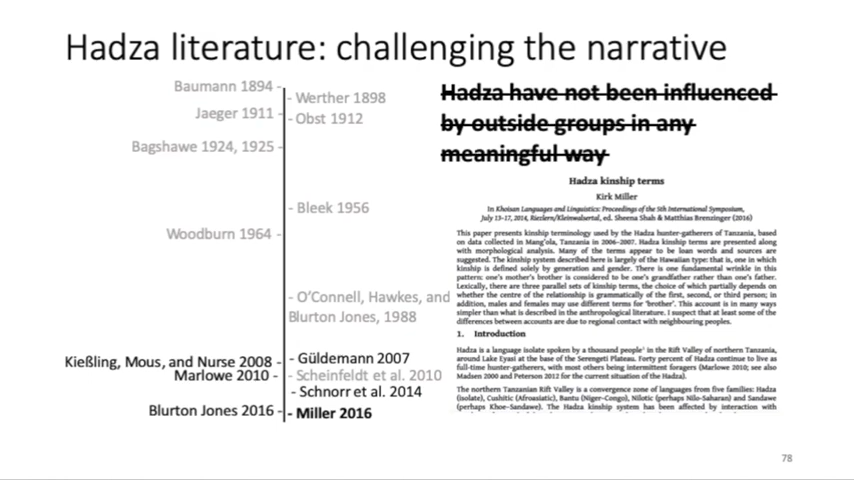 Hadza literature: challenging the narrative
Baumann 1894 -
- Werther 1898
Jaeger 1911 -
- Obst 1912
Bagshawe 1924, 1925 -
- Bleek 1956
Woodburn 1964 -
- O'Connell, Hawkes, and
Blurton Jones, 1988
Kießling, Mous, and Nurse 2008 -
- Güldemann 2007
Marlowe 2010 -
- Scheinfeldt et al. 2010
- Schnorr et al. 2014
Blurton Jones 2016 -
- Miller 2016
Hadza have not been influenced
by outside groups in any
meaningful way
Hadza kinship terms
Kirk Miller
In Khoisan Languages and Linguistics: Proceedings of the 5th International Symposium,
July 13-17, 2014, Riezlern/Kleinwalsertal, ed. Sheena Shah & Matthias Brenzinger (2016)
This paper presents kinship terminology used by the Hadza hunter-gatherers of Tanzania, based
on data collected in Mang'ola, Tanzania in 2006-2007. Hadza kinship terms are presented along
with morphological analysis. Many of the terms appear to be loan words and sources are
suggested. The kinship system described here is largely of the Hawaiian type: that is, one in which
kinship is defined solely by generation and gender. There is one fundamental wrinkle in this
pattern: one's mother's brother is considered to be one's grandfather rather than one's father.
Lexically, there are three parallel sets of kinship terms, the choice of which partially depends on
whether the centre of the relationship is grammatically of the first, second, or third person; in
addition, males and females may use different terms for 'brother'. This account is in many ways
simpler than what is described in the anthropological literature. I suspect that at least some of the
differences between accounts are due to regional contact with neighbouring peoples.
1. Introduction
Hadza is a language isolate spoken by a thousand people¹ in the Rift Valley of northern Tanzania,
around Lake Eyasi at the base of the Serengeti Plateau. Forty percent of Hadza continue to live as
full-time hunter-gatherers, with most others being intermittent foragers (Marlowe 2010; see also
Madsen 2000 and Peterson 2012 for the current situation of the Hadza).
The northern Tanzanian Rift Valley is a convergence zone of languages from five families: Hadza
(isolate), Cushitic (Afroasiatic), Bantu (Niger-Congo), Nilotic (perhaps Nilo-Saharan) and Sandawe
(perhaps Khoe-Sandawe). The Hadza kinship system has been affected by interaction with
78